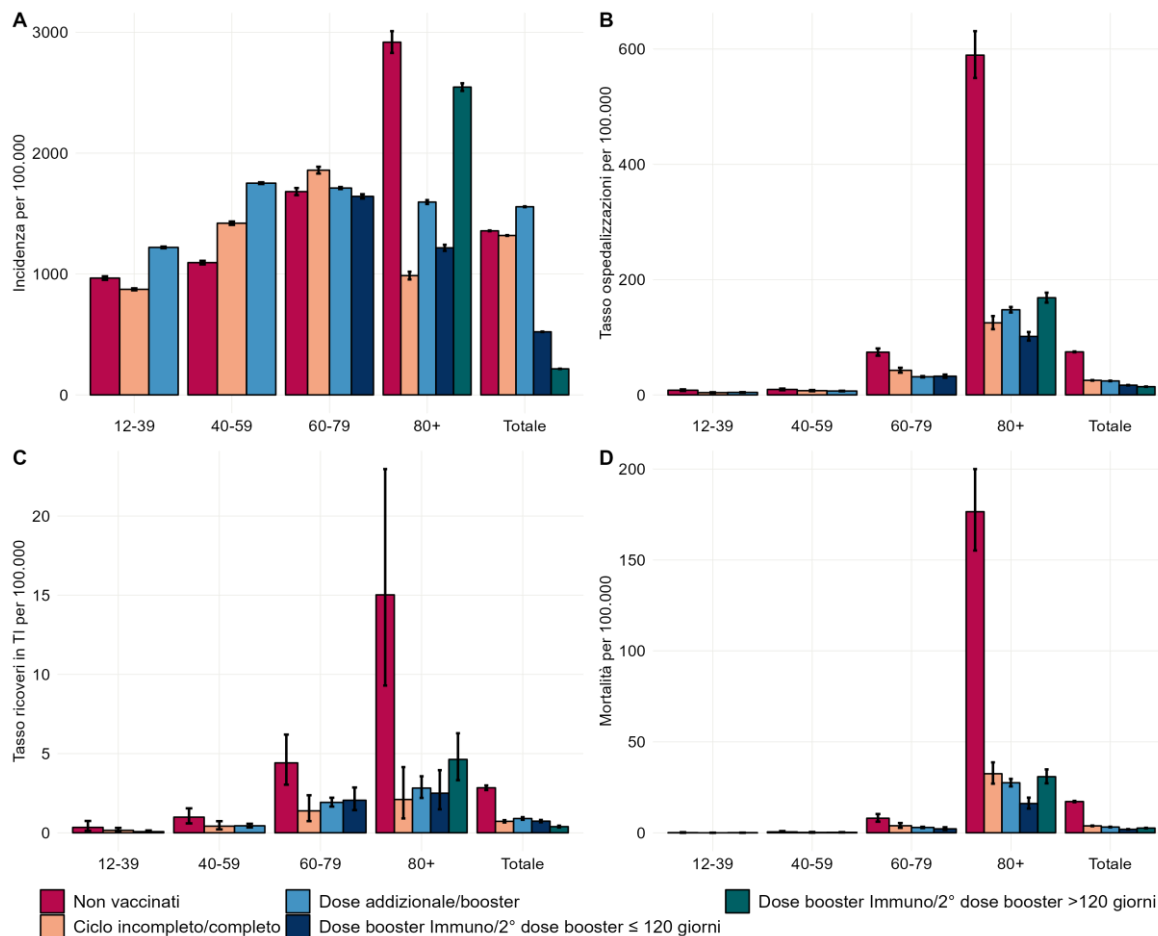 A
Incidenza per 100.000
3000
2000
1000
0
12-39 40-59 60-79 80+ Totale
B
Tasso ospedalizzazioni per 100.000
600
400
200
0
12-39 40-59 60-79 80+ Totale
C
Tasso ricoveri in TI per 100.000
20
15
10
5
0
12-39 40-59 60-79 80+ Totale
D
Mortalità per 100.000
200
150
100
50
0
12-39 40-59 60-79 80+ Totale
Non vaccinati
Ciclo incompleto/completo
Dose addizionale/booster
Dose booster Immuno/2° dose booster ≤ 120 giorni
Dose booster Immuno/2° dose booster >120 giorni